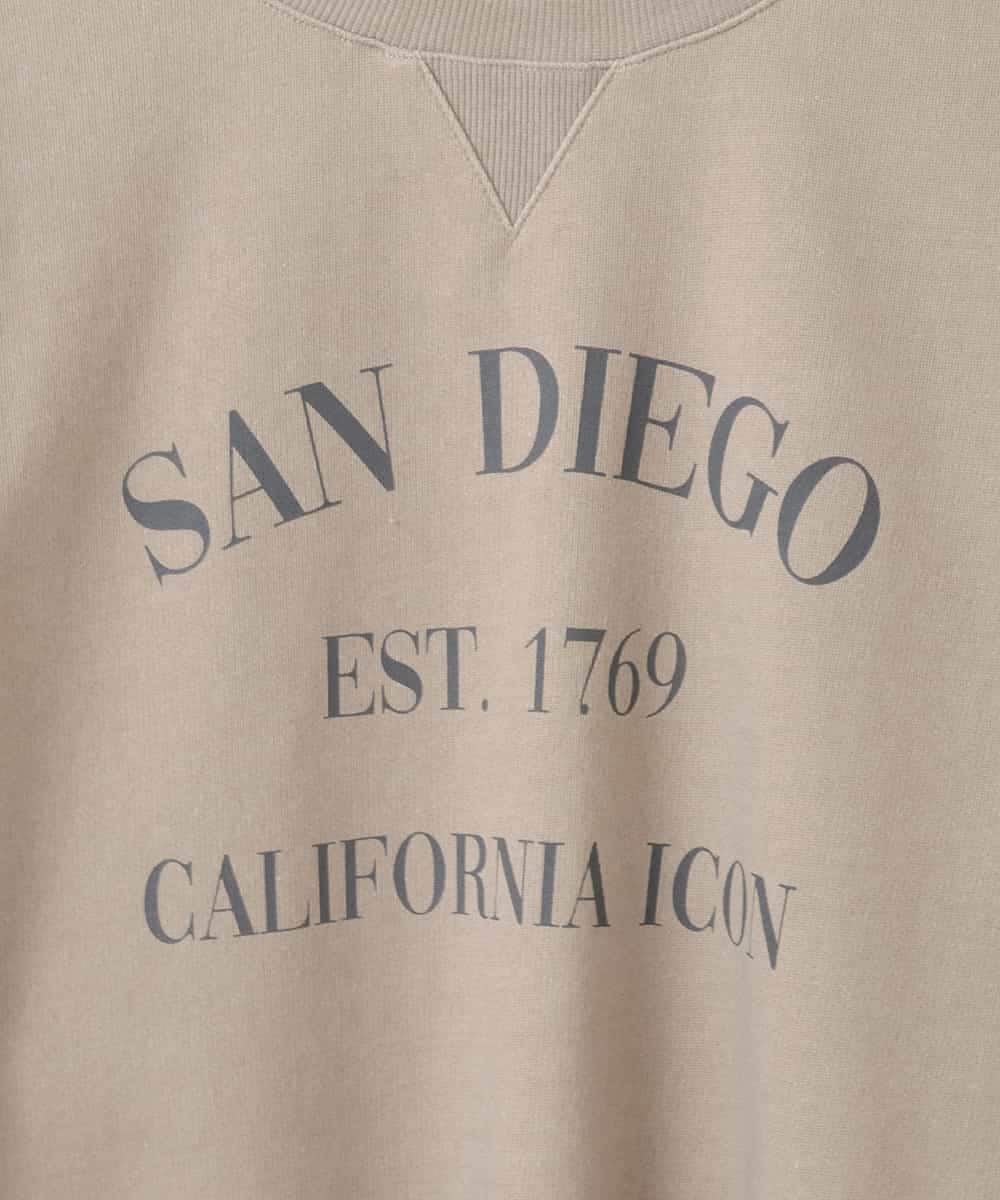 SAN DIEGO
EST. 1769
CALIFORNIA ICON